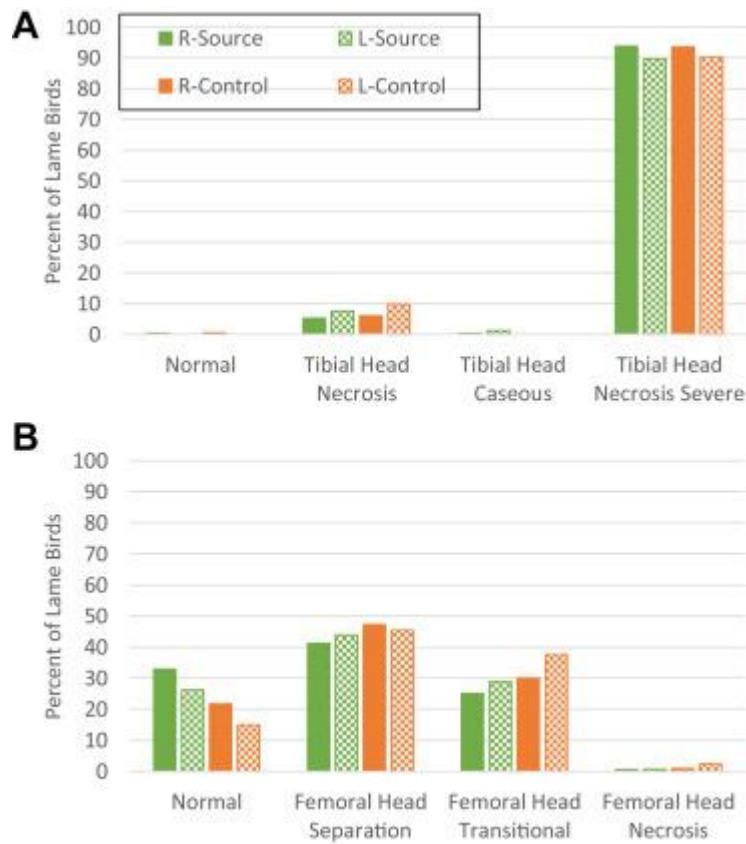 A
R-Source L-Source
R-Control L-Control
Percent of Lame Birds
100
90
80
70
60
50
40
30
20
10
0
Normal
Tibial Head
Necrosis
Tibial Head
Caseous
Tibial Head
Necrosis Severe
B
Percent of Lame Birds
100
90
80
70
60
50
40
30
20
10
0
Normal
Femoral Head
Separation
Femoral Head
Transitional
Femoral Head
Necrosis